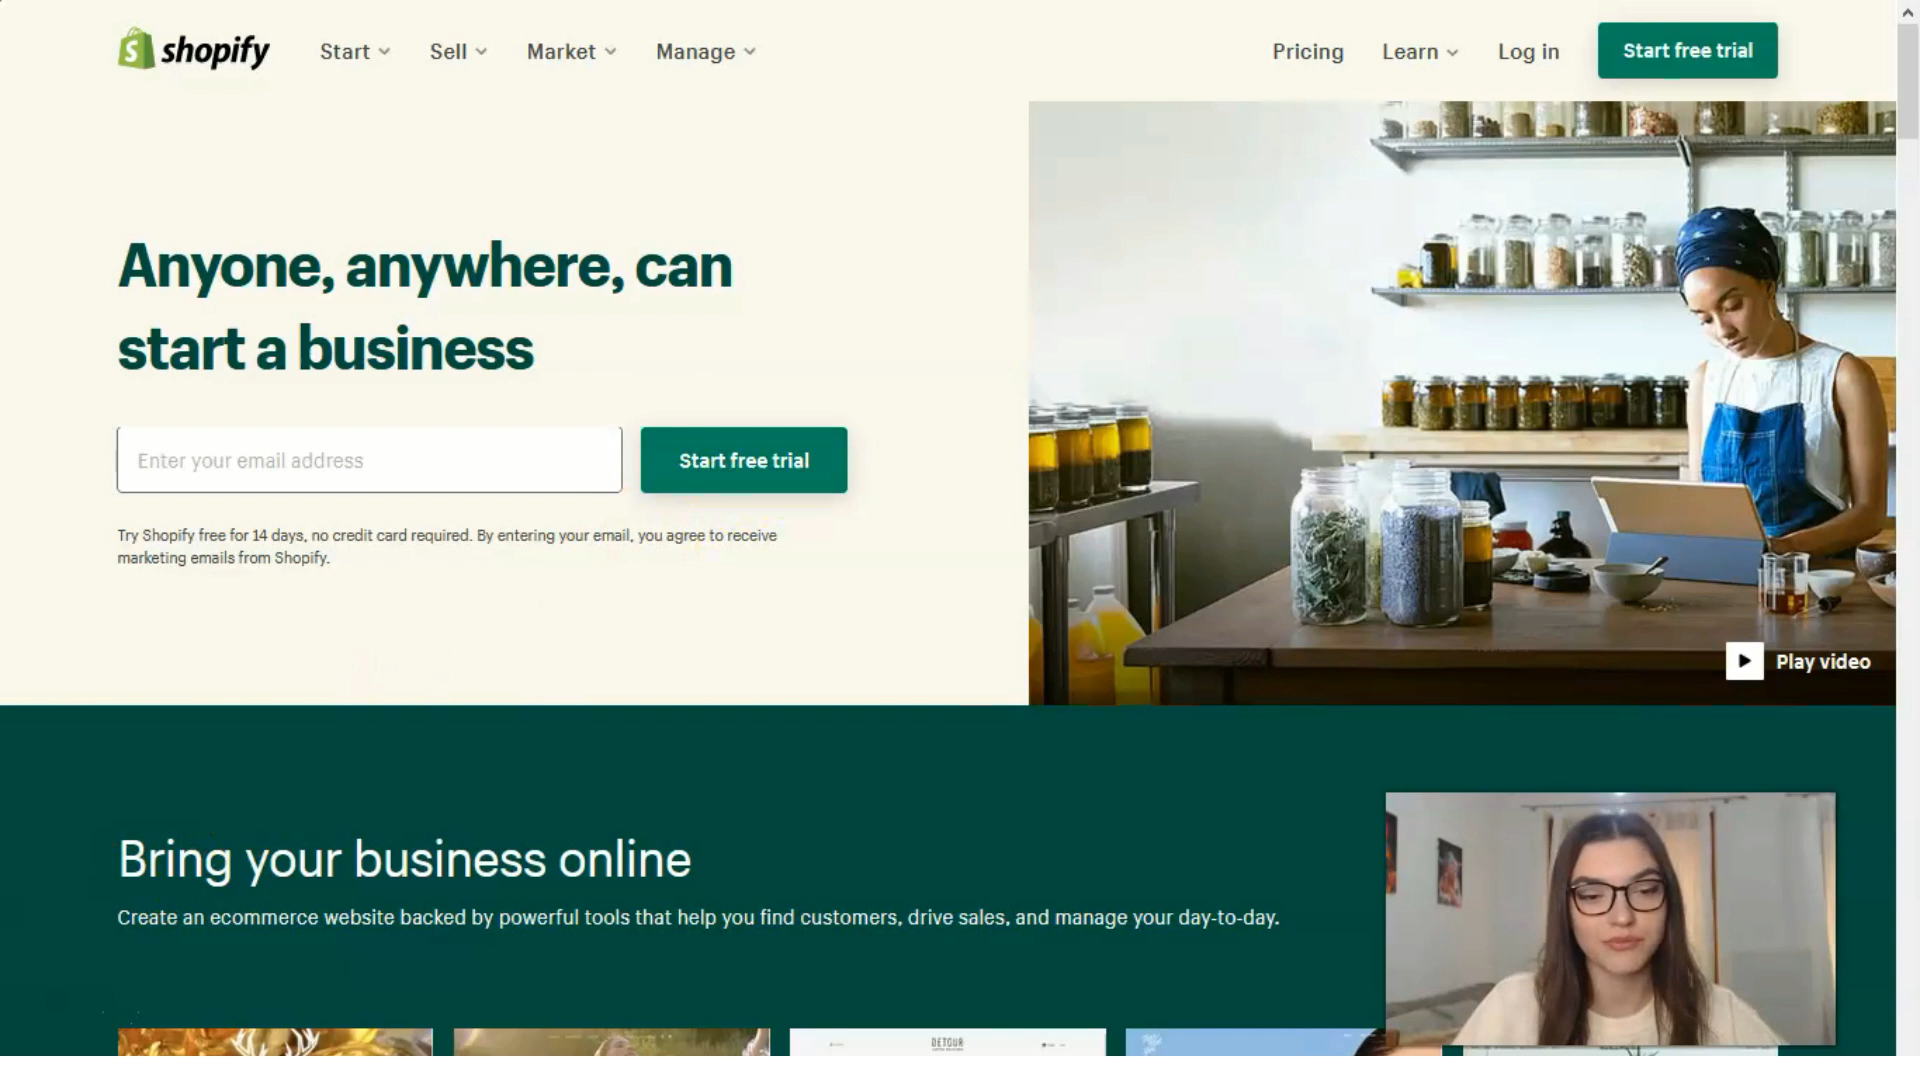 shopify
Start
Sell
Market
Manage
Pricing
Learn
Log in
Start free trial
Anyone, anywhere, can
start a business
Enter your email address
Start free trial
Try Shopify free for 14 days, no credit card required. By entering your email, you agree to receive
marketing emails from Shopify.
Play video
Bring your business online
Create an ecommerce website backed by powerful tools that help you find customers, drive sales, and manage your day-to-day.
DETOUR